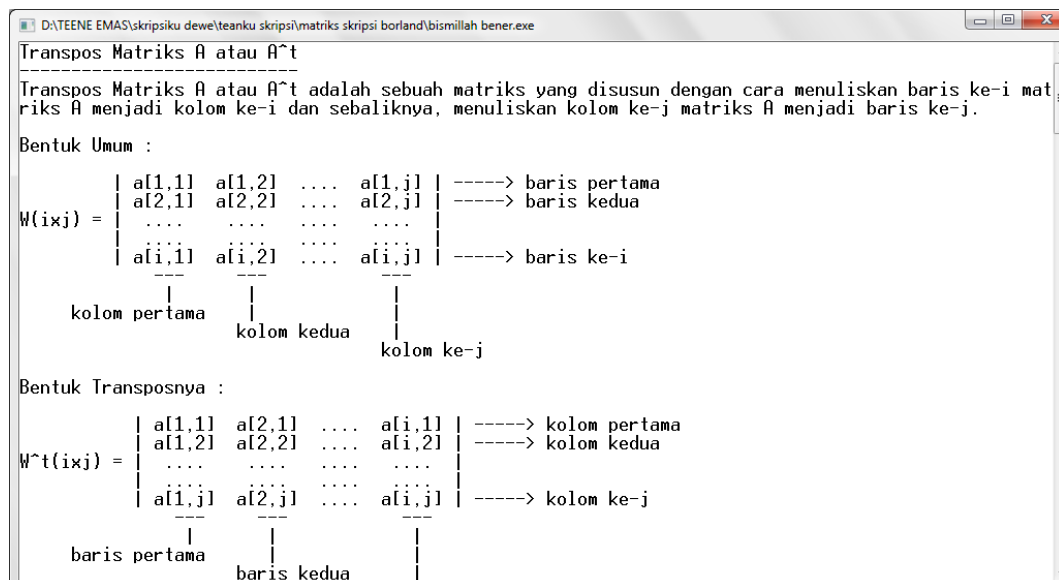 D:\TEENE EMAS\skripsiku dewe\teanku skripsi\matriks skripsi borland\bismillah bener.exe
Transpos Matriks A atau A^t
---------------------------
Transpos Matriks A atau A^t adalah sebuah matriks yang disusun dengan cara menuliskan baris ke-i mat
riks A menjadi kolom ke-i dan sebaliknya, menuliskan kolom ke-j matriks A menjadi baris ke-j.
Bentuk Umum :
| a[1,1]  a[1,2]  ....  a[1,j] | -----> baris pertama
| a[2,1]  a[2,2]  ....  a[2,j] | -----> baris kedua
W(ixj) = |  ....    ....   ....   ....  |
|  ....    ....   ....   ....  |
| a[i,1]  a[i,2]  ....  a[i,j] | -----> baris ke-i
---     ---           ---
|       |             |
kolom pertama    |             |
kolom kedua    |
kolom ke-j
Bentuk Transposnya :
| a[1,1]  a[2,1]  ....  a[i,1] | -----> kolom pertama
| a[1,2]  a[2,2]  ....  a[i,2] | -----> kolom kedua
W^t(ixj) = |  ....    ....   ....   ....  |
|  ....    ....   ....   ....  |
| a[1,j]  a[2,j]  ....  a[i,j] | -----> kolom ke-j
---     ---           ---
|       |             |
baris pertama      |             |
baris kedua      |